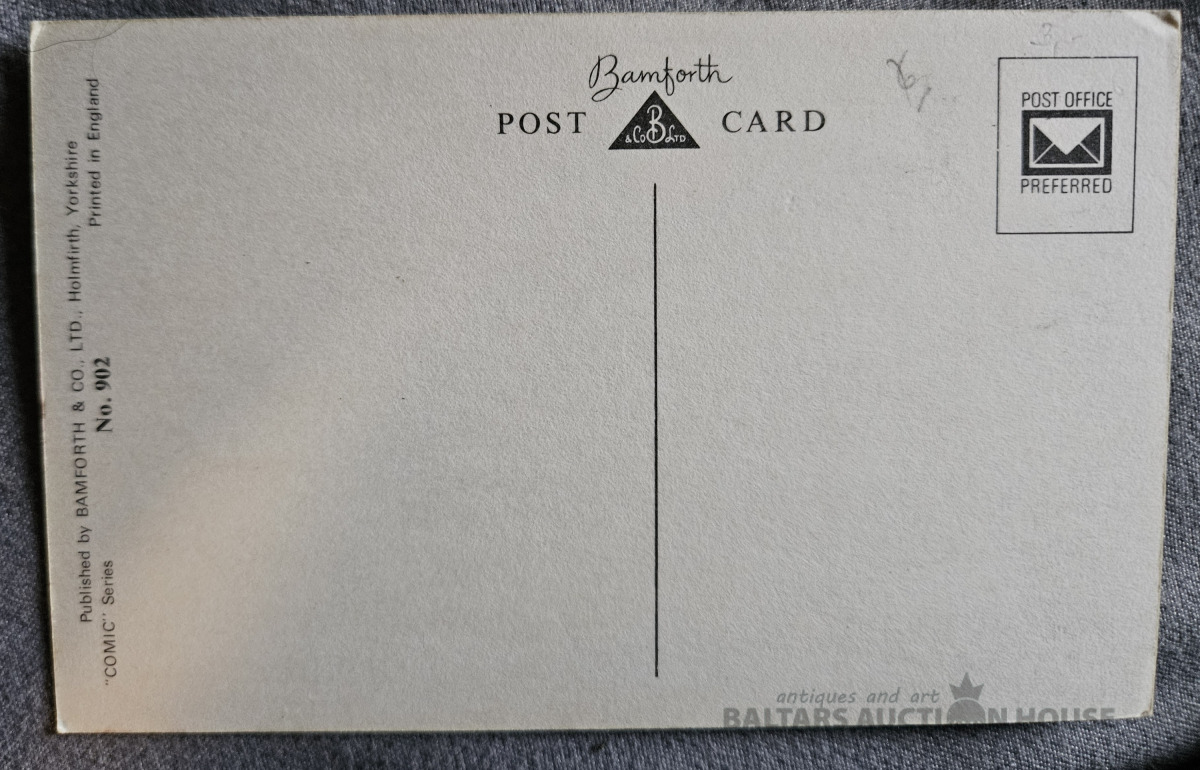 Bamforth
POST CARD
& Co B LTD
POST OFFICE
PREFERRED
Published by BAMFORTH & CO., LTD., Holmfirth, Yorkshire
Printed in England
No. 902
"COMIC" Series
antiques and art
BALTARS AUCTION HOUSE